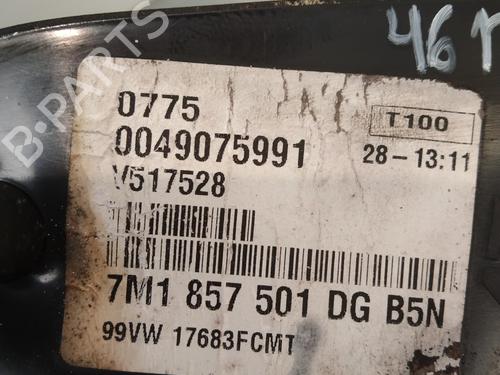 46
0775
T100
0049075991
28-13:11
V517528
7M1 857 501 DG B5N
99VW 17683FCMT
B-PARTS